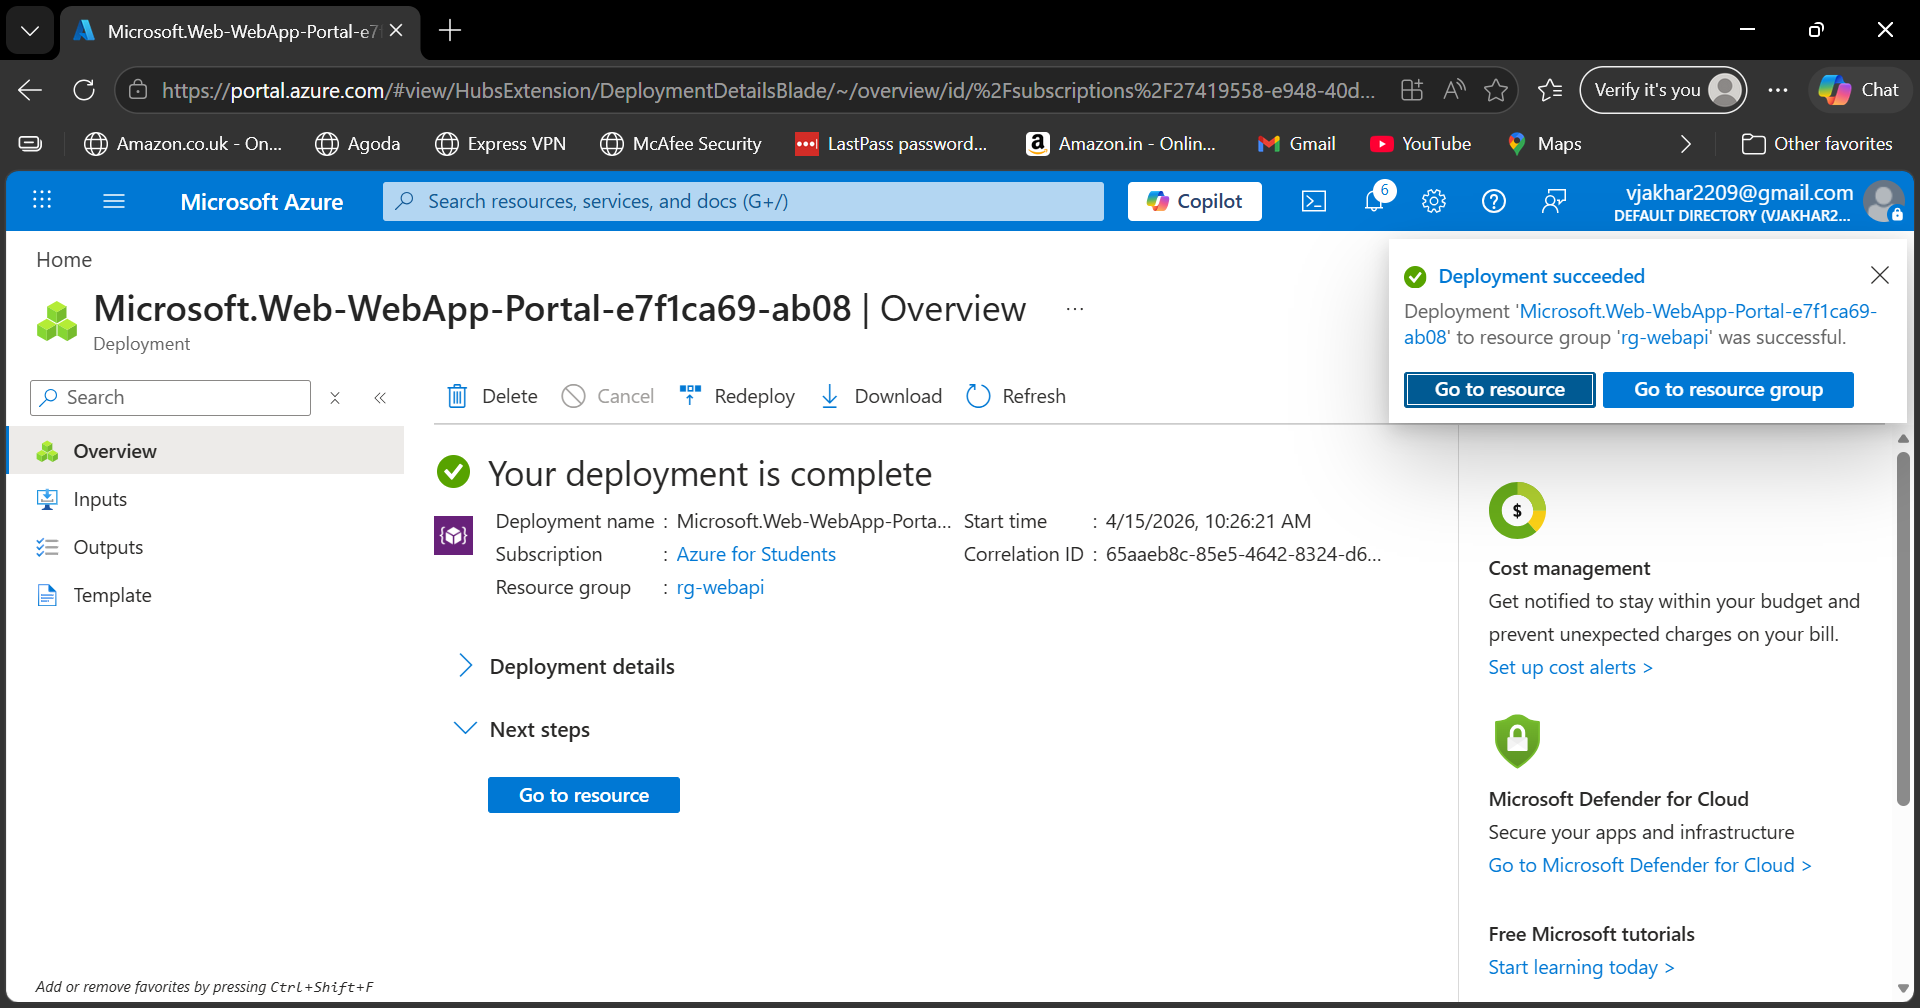 Microsoft.Web-WebApp-Portal-e7f
https://portal.azure.com/#view/HubsExtension/DeploymentDetailsBlade/~/overview/id/%2Fsubscriptions%2F27419558-e948-40d...
Verify it's you
Chat
Amazon.co.uk - On...
Agoda
Express VPN
McAfee Security
LastPass password...
Amazon.in - Onlin...
Gmail
YouTube
Maps
Other favorites
Microsoft Azure
Search resources, services, and docs (G+/)
Copilot
6
vjakhar2209@gmail.com
DEFAULT DIRECTORY (VJAKHAR2...
Home
Microsoft.Web-WebApp-Portal-e7f1ca69-ab08 | Overview
...
Deployment
Deployment succeeded
Deployment 'Microsoft.Web-WebApp-Portal-e7f1ca69-
ab08' to resource group 'rg-webapi' was successful.
Go to resource
Go to resource group
Search
Overview
Inputs
Outputs
Template
Delete
Cancel
Redeploy
Download
Refresh
Your deployment is complete
Deployment name : Microsoft.Web-WebApp-Porta...
Subscription : Azure for Students
Resource group : rg-webapi
Start time : 4/15/2026, 10:26:21 AM
Correlation ID : 65aaeb8c-85e5-4642-8324-d6...
Deployment details
Next steps
Go to resource
$
Cost management
Get notified to stay within your budget and
prevent unexpected charges on your bill.
Set up cost alerts >
Microsoft Defender for Cloud
Secure your apps and infrastructure
Go to Microsoft Defender for Cloud >
Free Microsoft tutorials
Start learning today >
Add or remove favorites by pressing Ctrl+Shift+F